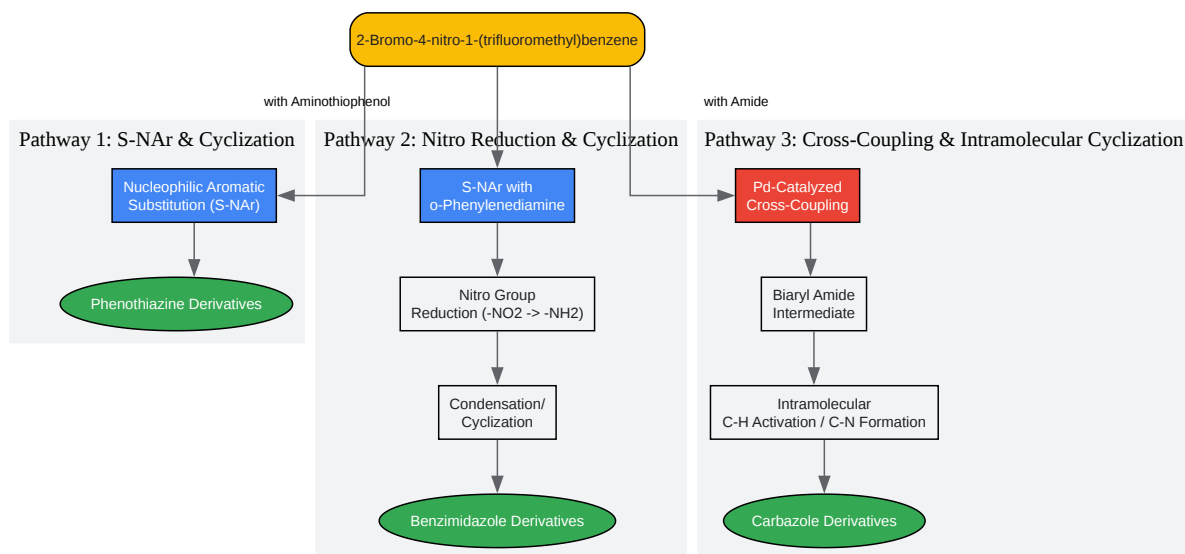 2-Bromo-4-nitro-1-(trifluoromethyl)benzene
with Aminothiophenol
with Amide
Pathway 1: S-NAr & Cyclization
Nucleophilic Aromatic
Substitution (S-NAr)
Phenothiazine Derivatives
Pathway 2: Nitro Reduction & Cyclization
S-NAr with
o-Phenylenediamine
Nitro Group
Reduction (-NO2 -> -NH2)
Condensation/
Cyclization
Benzimidazole Derivatives
Pathway 3: Cross-Coupling & Intramolecular Cyclization
Pd-Catalyzed
Cross-Coupling
Biaryl Amide
Intermediate
Intramolecular
C-H Activation / C-N Formation
Carbazole Derivatives